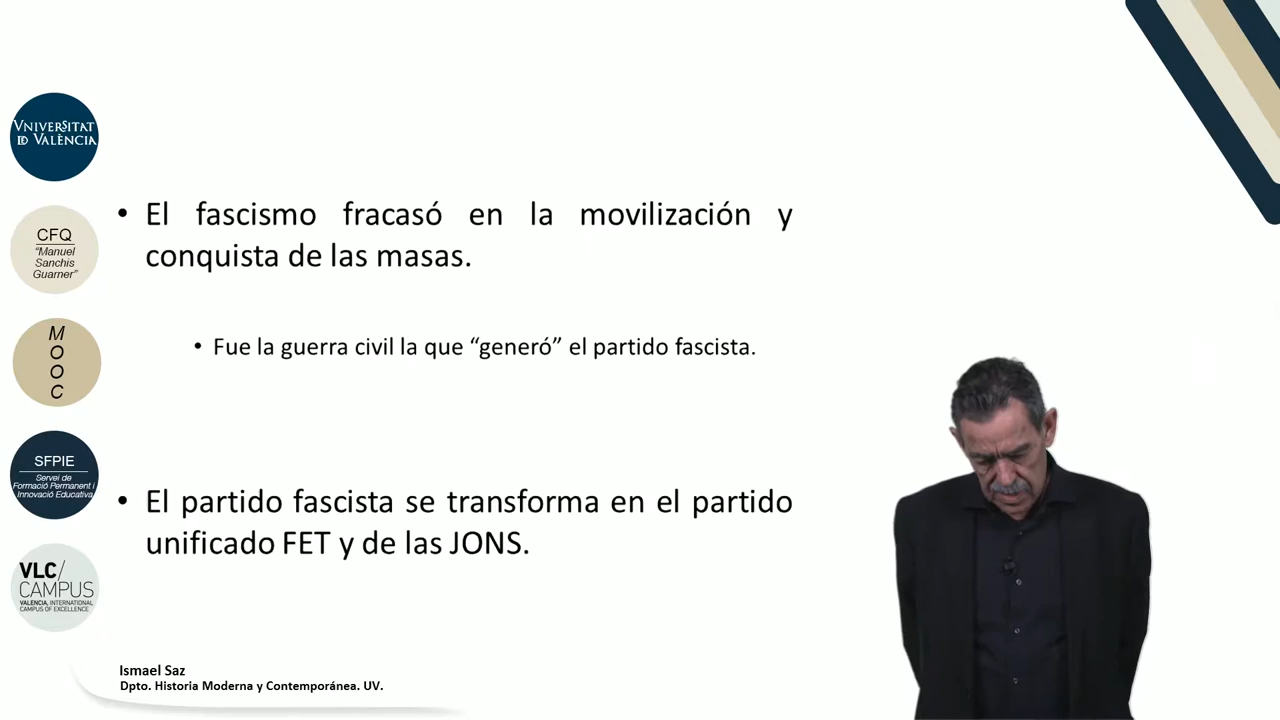 VNIVERSITAT
ID VALÈNCIA
CFQ
“Manuel
Sanchis
Guarner”
M
O
O
C
SFPIE
Servei de
Formació Permanent i
Innovació Educativa
VLC/
CAMPUS
VALENCIA, INTERNATIONAL
CAMPUS OF EXCELLENCE
• El fascismo fracasó en la movilización y
conquista de las masas.
• Fue la guerra civil la que “generó” el partido fascista.
• El partido fascista se transforma en el partido
unificado FET y de las JONS.
Ismael Saz
Dpto. Historia Moderna y Contemporánea. UV.